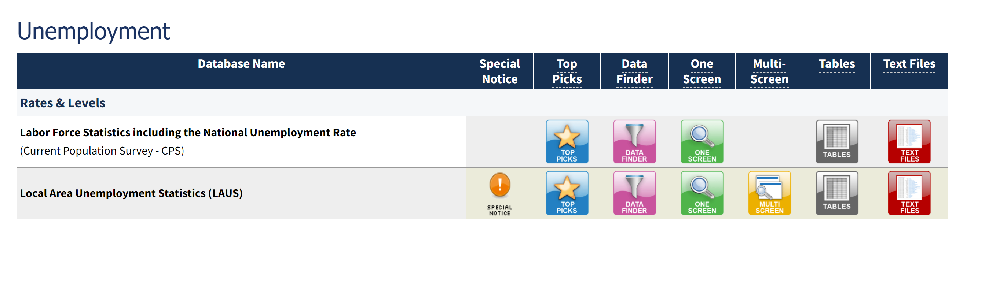 Unemployment
Database Name
Special
Notice
Top
Picks
Data
Finder
One
Screen
Multi-
Screen
Tables
Text Files
Rates & Levels
Labor Force Statistics including the National Unemployment Rate
(Current Population Survey - CPS)
TOP
PICKS
DATA
FINDER
ONE
SCREEN
TABLES
TEXT
FILES
Local Area Unemployment Statistics (LAUS)
SPECIAL
NOTICE
TOP
PICKS
DATA
FINDER
ONE
SCREEN
MULTI
SCREEN
TABLES
TEXT
FILES